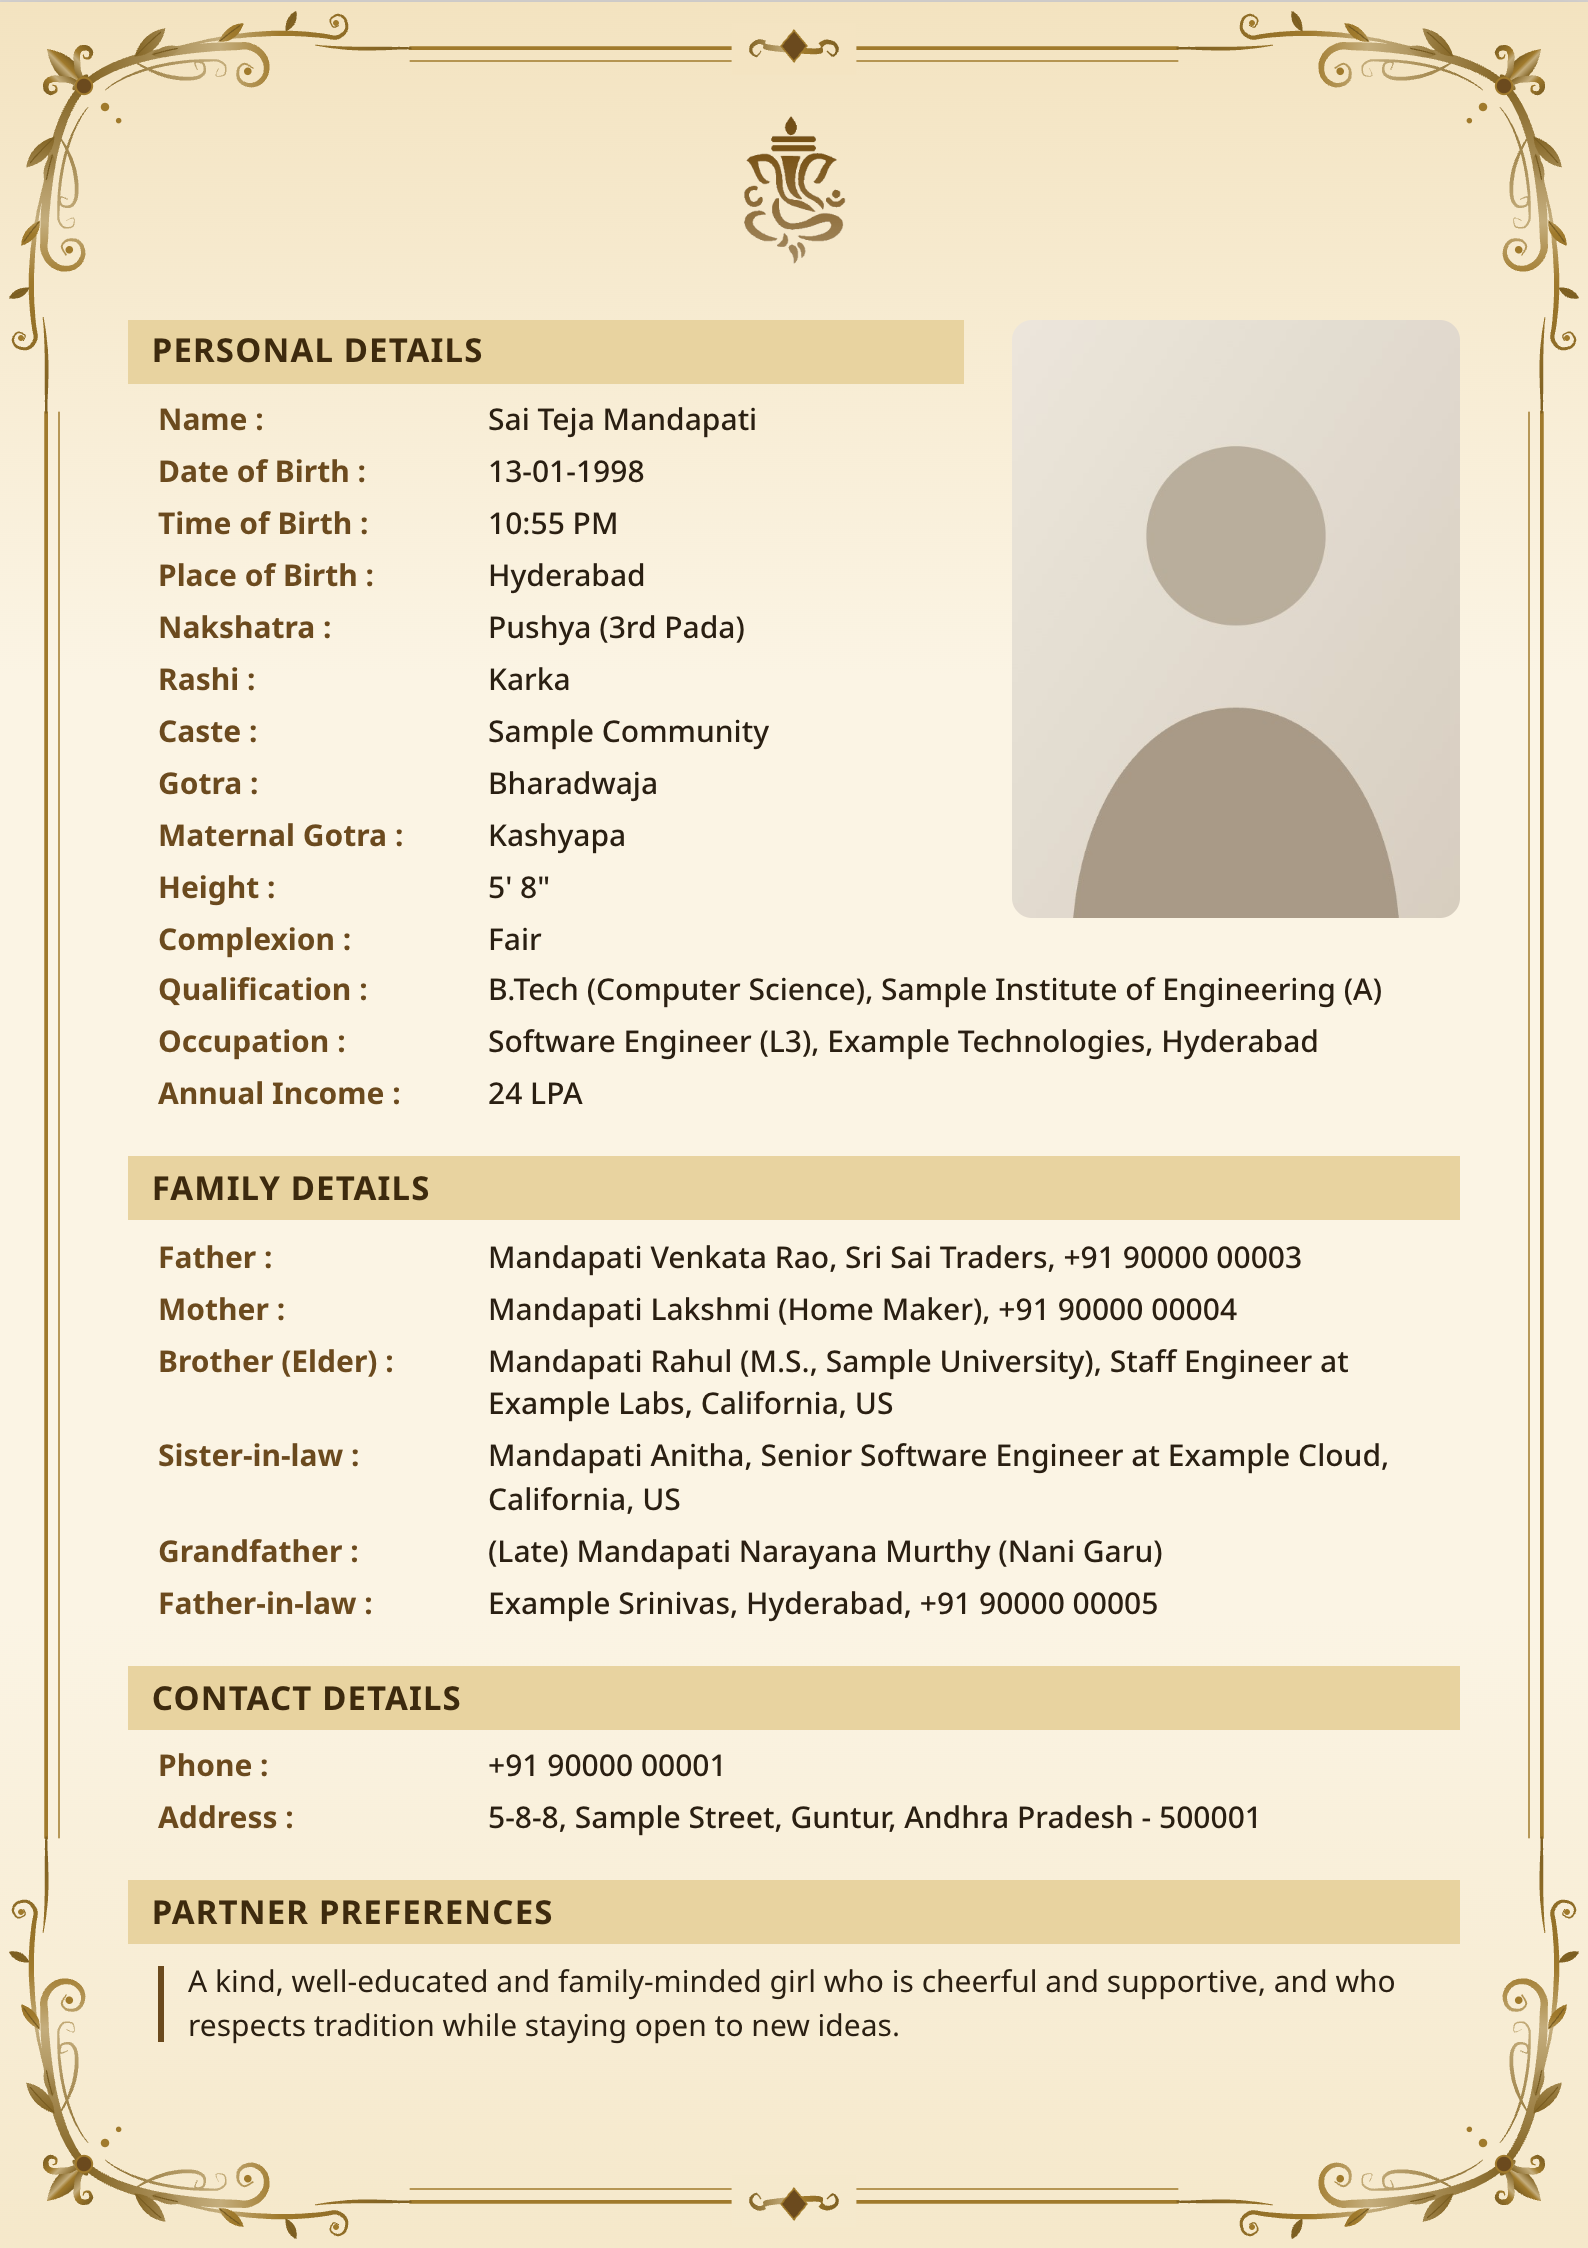 PERSONAL DETAILS
Name : Sai Teja Mandapati
Date of Birth : 13-01-1998
Time of Birth : 10:55 PM
Place of Birth : Hyderabad
Nakshatra : Pushya (3rd Pada)
Rashi : Karka
Caste : Sample Community
Gotra : Bharadwaja
Maternal Gotra : Kashyapa
Height : 5' 8"
Complexion : Fair
Qualification : B.Tech (Computer Science), Sample Institute of Engineering (A)
Occupation : Software Engineer (L3), Example Technologies, Hyderabad
Annual Income : 24 LPA
FAMILY DETAILS
Father : Mandapati Venkata Rao, Sri Sai Traders, +91 90000 00003
Mother : Mandapati Lakshmi (Home Maker), +91 90000 00004
Brother (Elder) : Mandapati Rahul (M.S., Sample University), Staff Engineer at
Example Labs, California, US
Sister-in-law : Mandapati Anitha, Senior Software Engineer at Example Cloud,
California, US
Grandfather : (Late) Mandapati Narayana Murthy (Nani Garu)
Father-in-law : Example Srinivas, Hyderabad, +91 90000 00005
CONTACT DETAILS
Phone : +91 90000 00001
Address : 5-8-8, Sample Street, Guntur, Andhra Pradesh - 500001
PARTNER PREFERENCES
A kind, well-educated and family-minded girl who is cheerful and supportive, and who
respects tradition while staying open to new ideas.